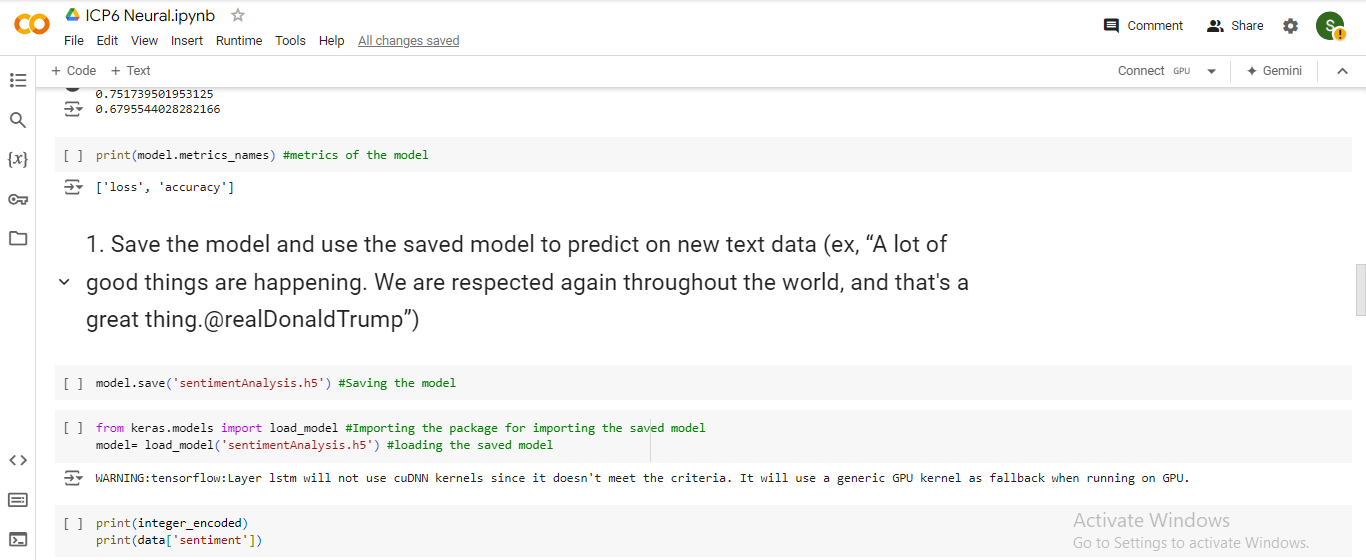 ICP6 Neural.ipynb
File Edit View Insert Runtime Tools Help All changes saved
Comment Share S
+ Code + Text
Connect GPU Gemini
0.751739501953125
0.6795544028282166
[ ] print(model.metrics_names) #metrics of the model
['loss', 'accuracy']
1. Save the model and use the saved model to predict on new text data (ex, “A lot of
good things are happening. We are respected again throughout the world, and that's a
great thing.@realDonaldTrump”)
[ ] model.save('sentimentAnalysis.h5') #Saving the model
[ ] from keras.models import load_model #Importing the package for importing the saved model
model= load_model('sentimentAnalysis.h5') #loading the saved model
WARNING:tensorflow:Layer lstm will not use cuDNN kernels since it doesn't meet the criteria. It will use a generic GPU kernel as fallback when running on GPU.
[ ] print(integer_encoded)
print(data['sentiment'])
Activate Windows
Go to Settings to activate Windows.